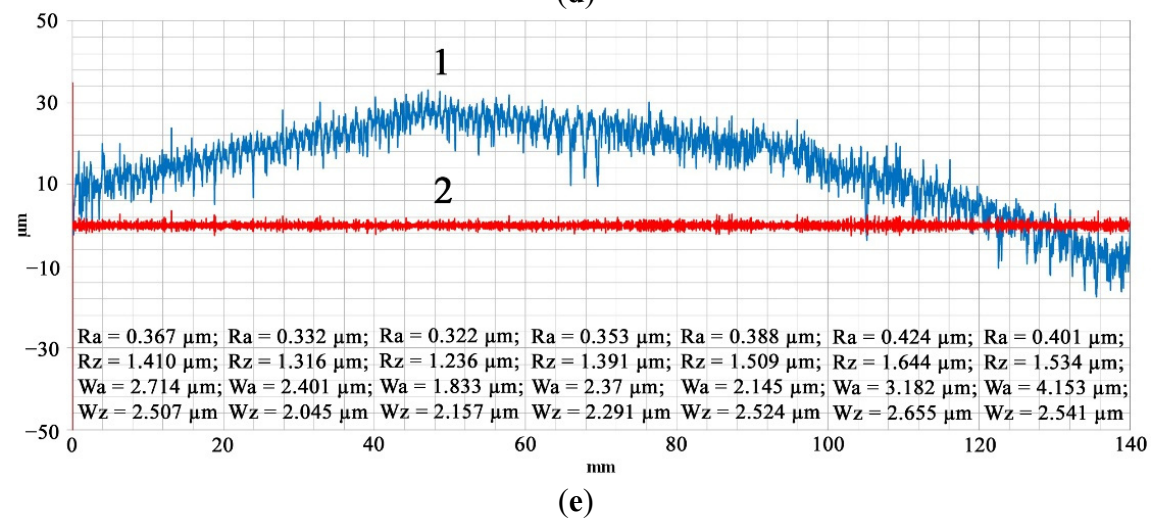 (d)
50
1
30
10
2
µm
−10
−30
Ra = 0.367 µm; Ra = 0.332 µm; Ra = 0.322 µm; Ra = 0.353 µm; Ra = 0.388 µm; Ra = 0.424 µm; Ra = 0.401 µm;
Rz = 1.410 µm; Rz = 1.316 µm; Rz = 1.236 µm; Rz = 1.391 µm; Rz = 1.509 µm; Rz = 1.644 µm; Rz = 1.534 µm;
Wa = 2.714 µm; Wa = 2.401 µm; Wa = 1.833 µm; Wa = 2.37 µm; Wa = 2.145 µm; Wa = 3.182 µm; Wa = 4.153 µm;
Wz = 2.507 µm Wz = 2.045 µm Wz = 2.157 µm Wz = 2.291 µm Wz = 2.524 µm Wz = 2.655 µm Wz = 2.541 µm
−50
0 20 40 60 80 100 120 140
mm
(e)